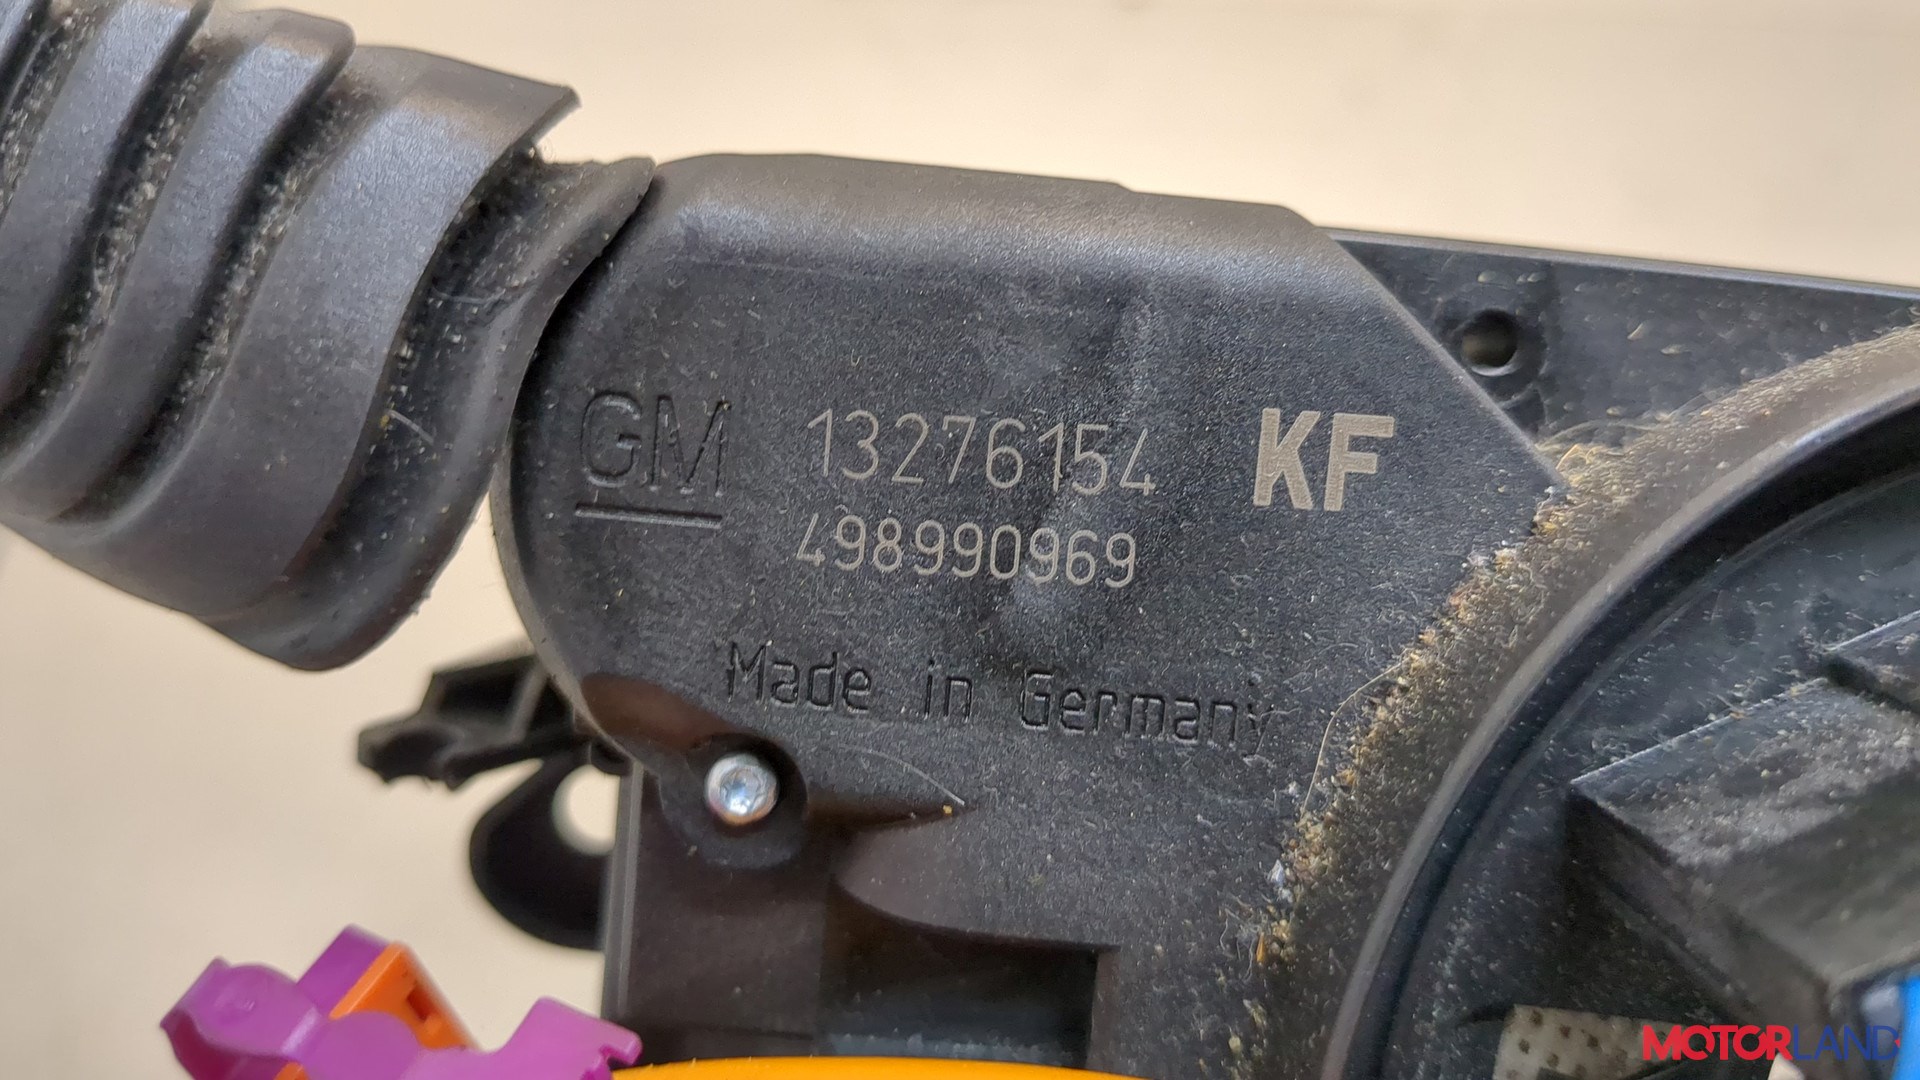 GM 13276154 KF
498990969
Made in Germany
MOTORLAND